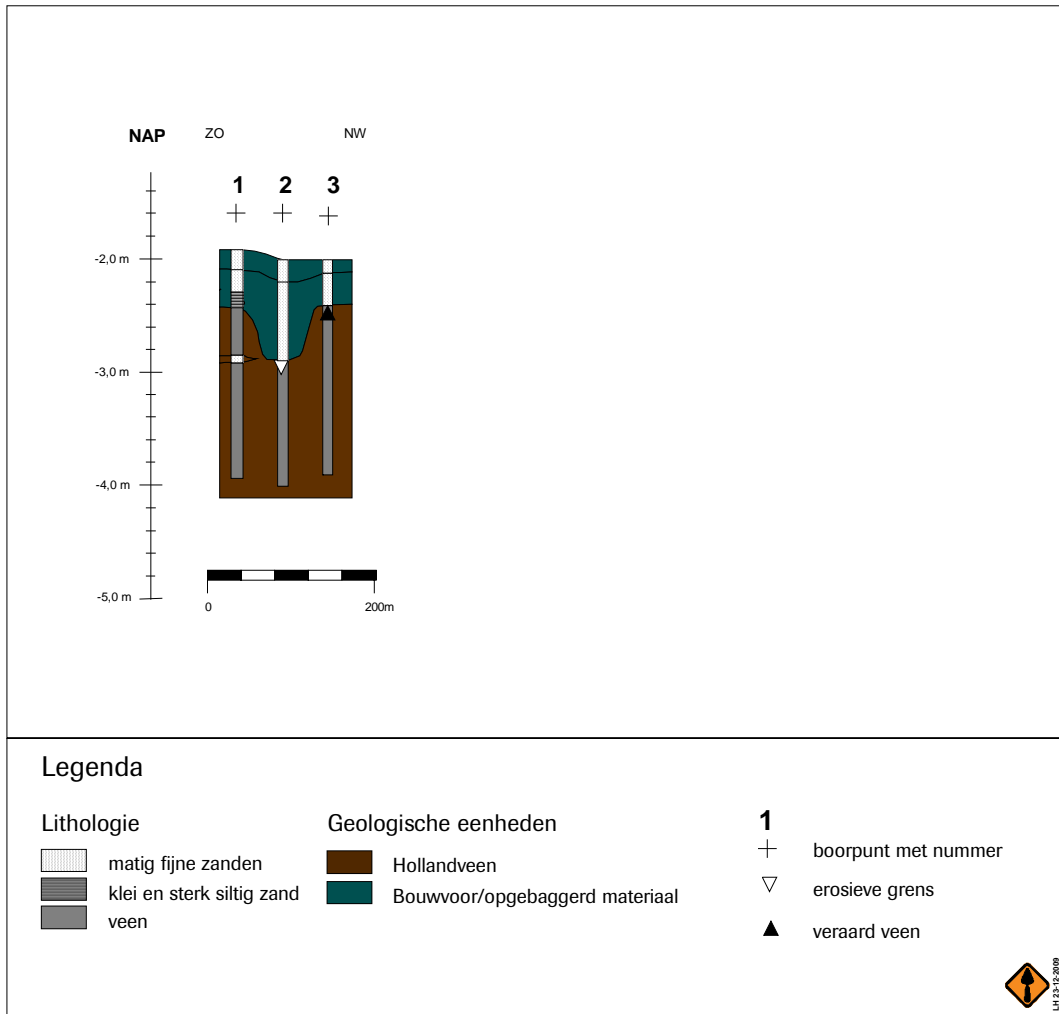 NAP ZO NW
1 2 3
-2,0 m
-3,0 m
-4,0 m
-5,0 m
0 200m
Legenda
Lithologie
matig fijne zanden
klei en sterk siltig zand
veen
Geologische eenheden
Hollandveen
Bouwvoor/opgebaggerd materiaal
1
boorpunt met nummer
erosieve grens
veraard veen
LH 23-12-2009